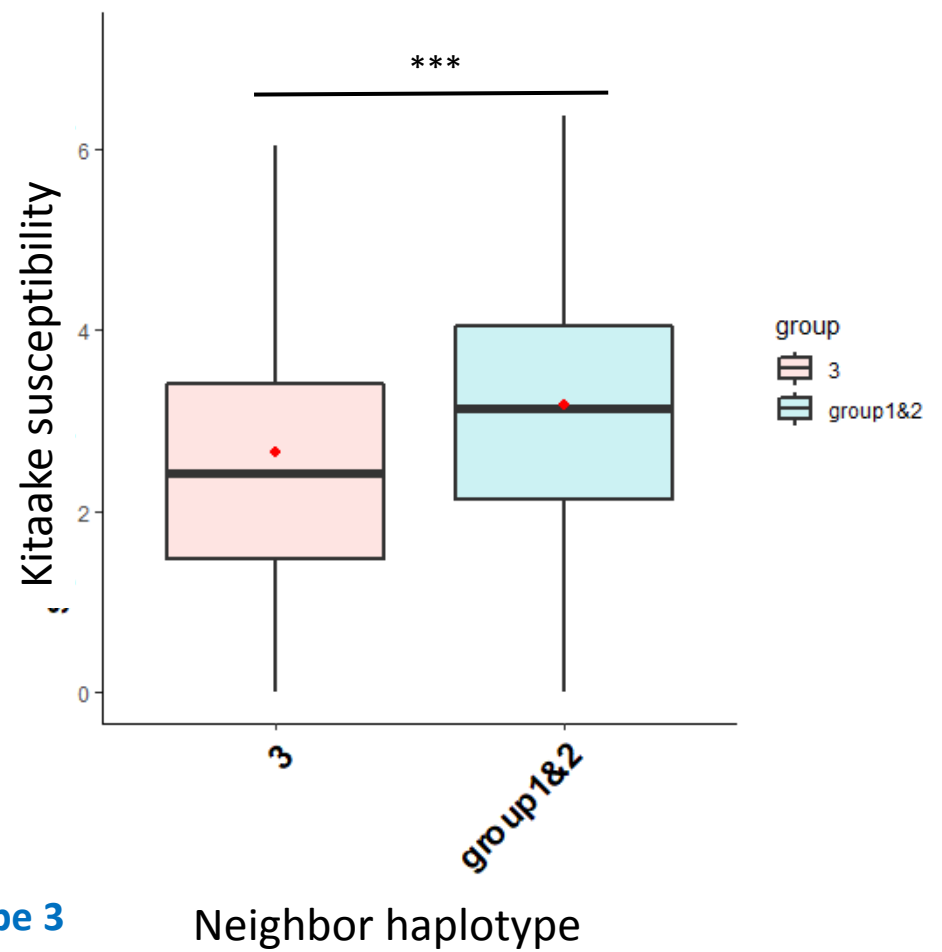 ***
Kitaake susceptibility
6
4
2
0
group
3
group1&2
3
group1&2
pe 3
Neighbor haplotype